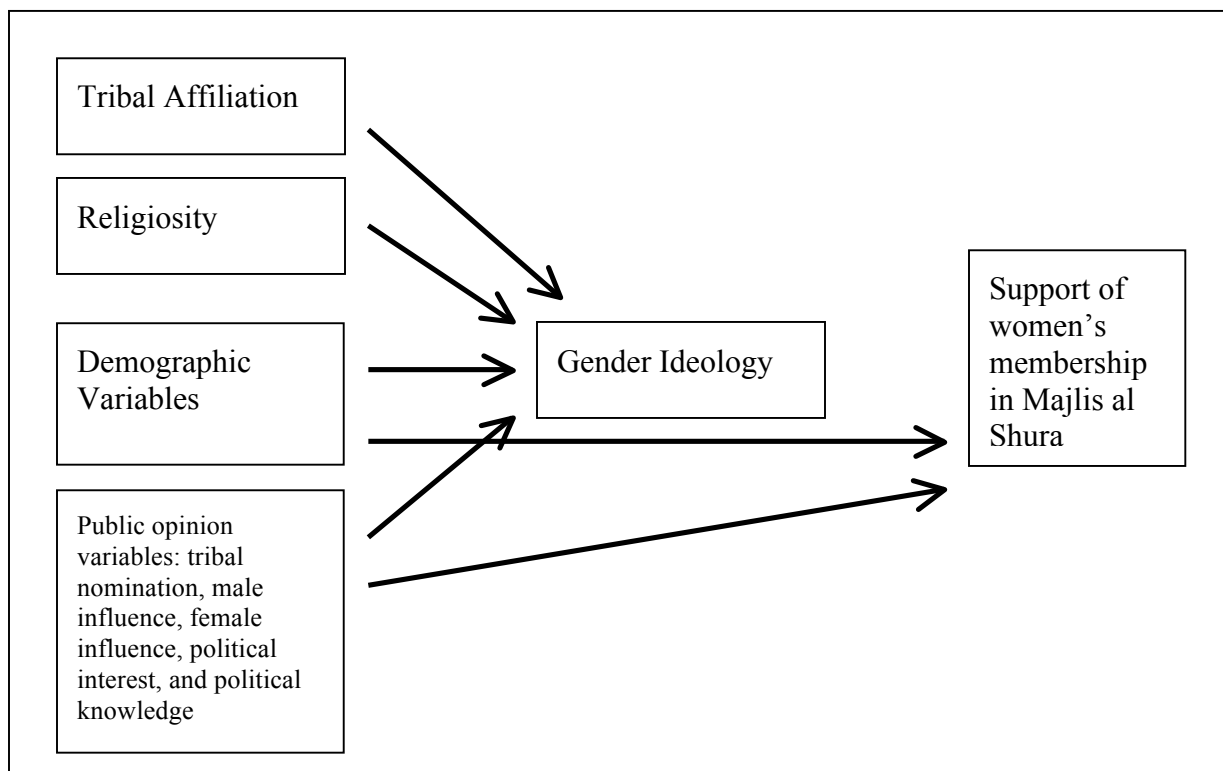 Tribal Affiliation
Religiosity
Demographic
Variables
Public opinion
variables: tribal
nomination, male
influence, female
influence, political
interest, and political
knowledge
Gender Ideology
Support of
women’s
membership
in Majlis al
Shura